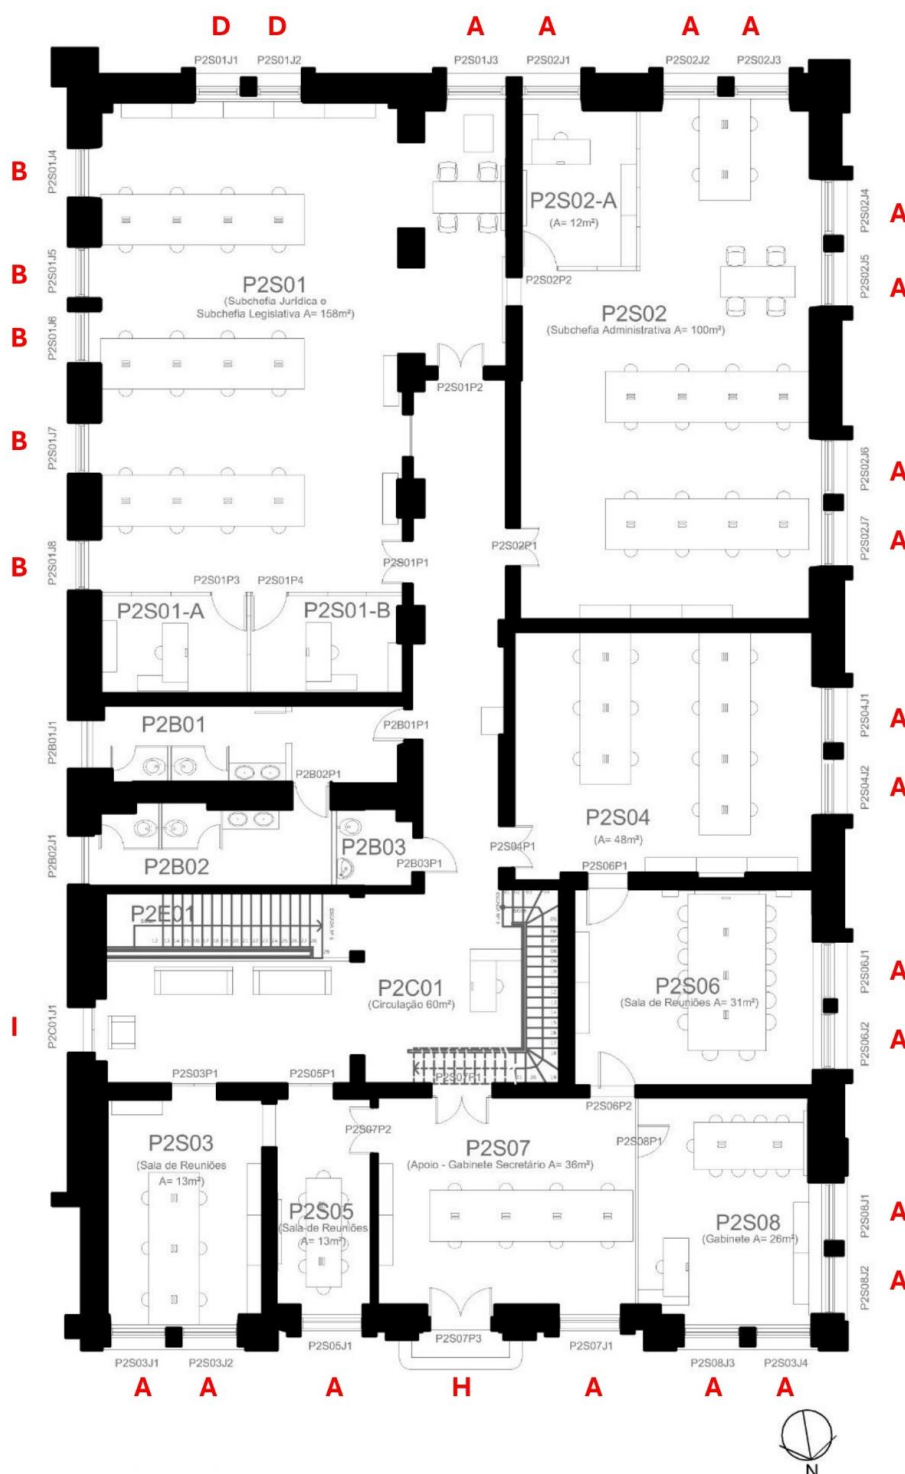 D D A A A A
P2S01J1 P2S01J2 P2S01J3 P2S02J1 P2S02J2 P2S02J3
B P2S01J4
B P2S01J5
B P2S01J6
B P2S01J7
B P2S01J8
P2S01
(Subchefia Jurídica e
Subchefia Legislativa A= 158m²)
P2S02-A
(A= 12m²)
P2S02P2
P2S02
(Subchefia Administrativa A= 100m²)
P2S02J4 A
P2S02J5 A
P2S02J6 A
P2S02J7 A
P2S01P2
P2S01P1
P2S02P1
P2S01P3 P2S01P4
P2S01-A P2S01-B
P2B01J1
P2B01
P2B01P1
P2B02P1
P2B02J1
P2B02
P2B03
P2B03P1
P2S04P1
P2S04
(A= 48m²)
P2S04J1 A
P2S04J2 A
P2S06P1
P2E01
P2C01
(Circulação 60m²)
I P2C01J1
P2S06
(Sala de Reuniões A= 31m²)
P2S06J1 A
P2S06J2 A
P2S03P1 P2S05P1 P2S07P1
P2S06P2
P2S07P2
P2S08P1
P2S03
(Sala de Reuniões
A= 13m²)
P2S05
(Sala de Reuniões
A= 13m²)
P2S07
(Apoio - Gabinete Secretário A= 36m²)
P2S08
(Gabinete A= 26m²)
P2S08J1 A
P2S08J2 A
P2S03J1 P2S03J2 P2S05J1 P2S07P3 P2S07J1 P2S08J3 P2S03J4
A A A H A A A
N